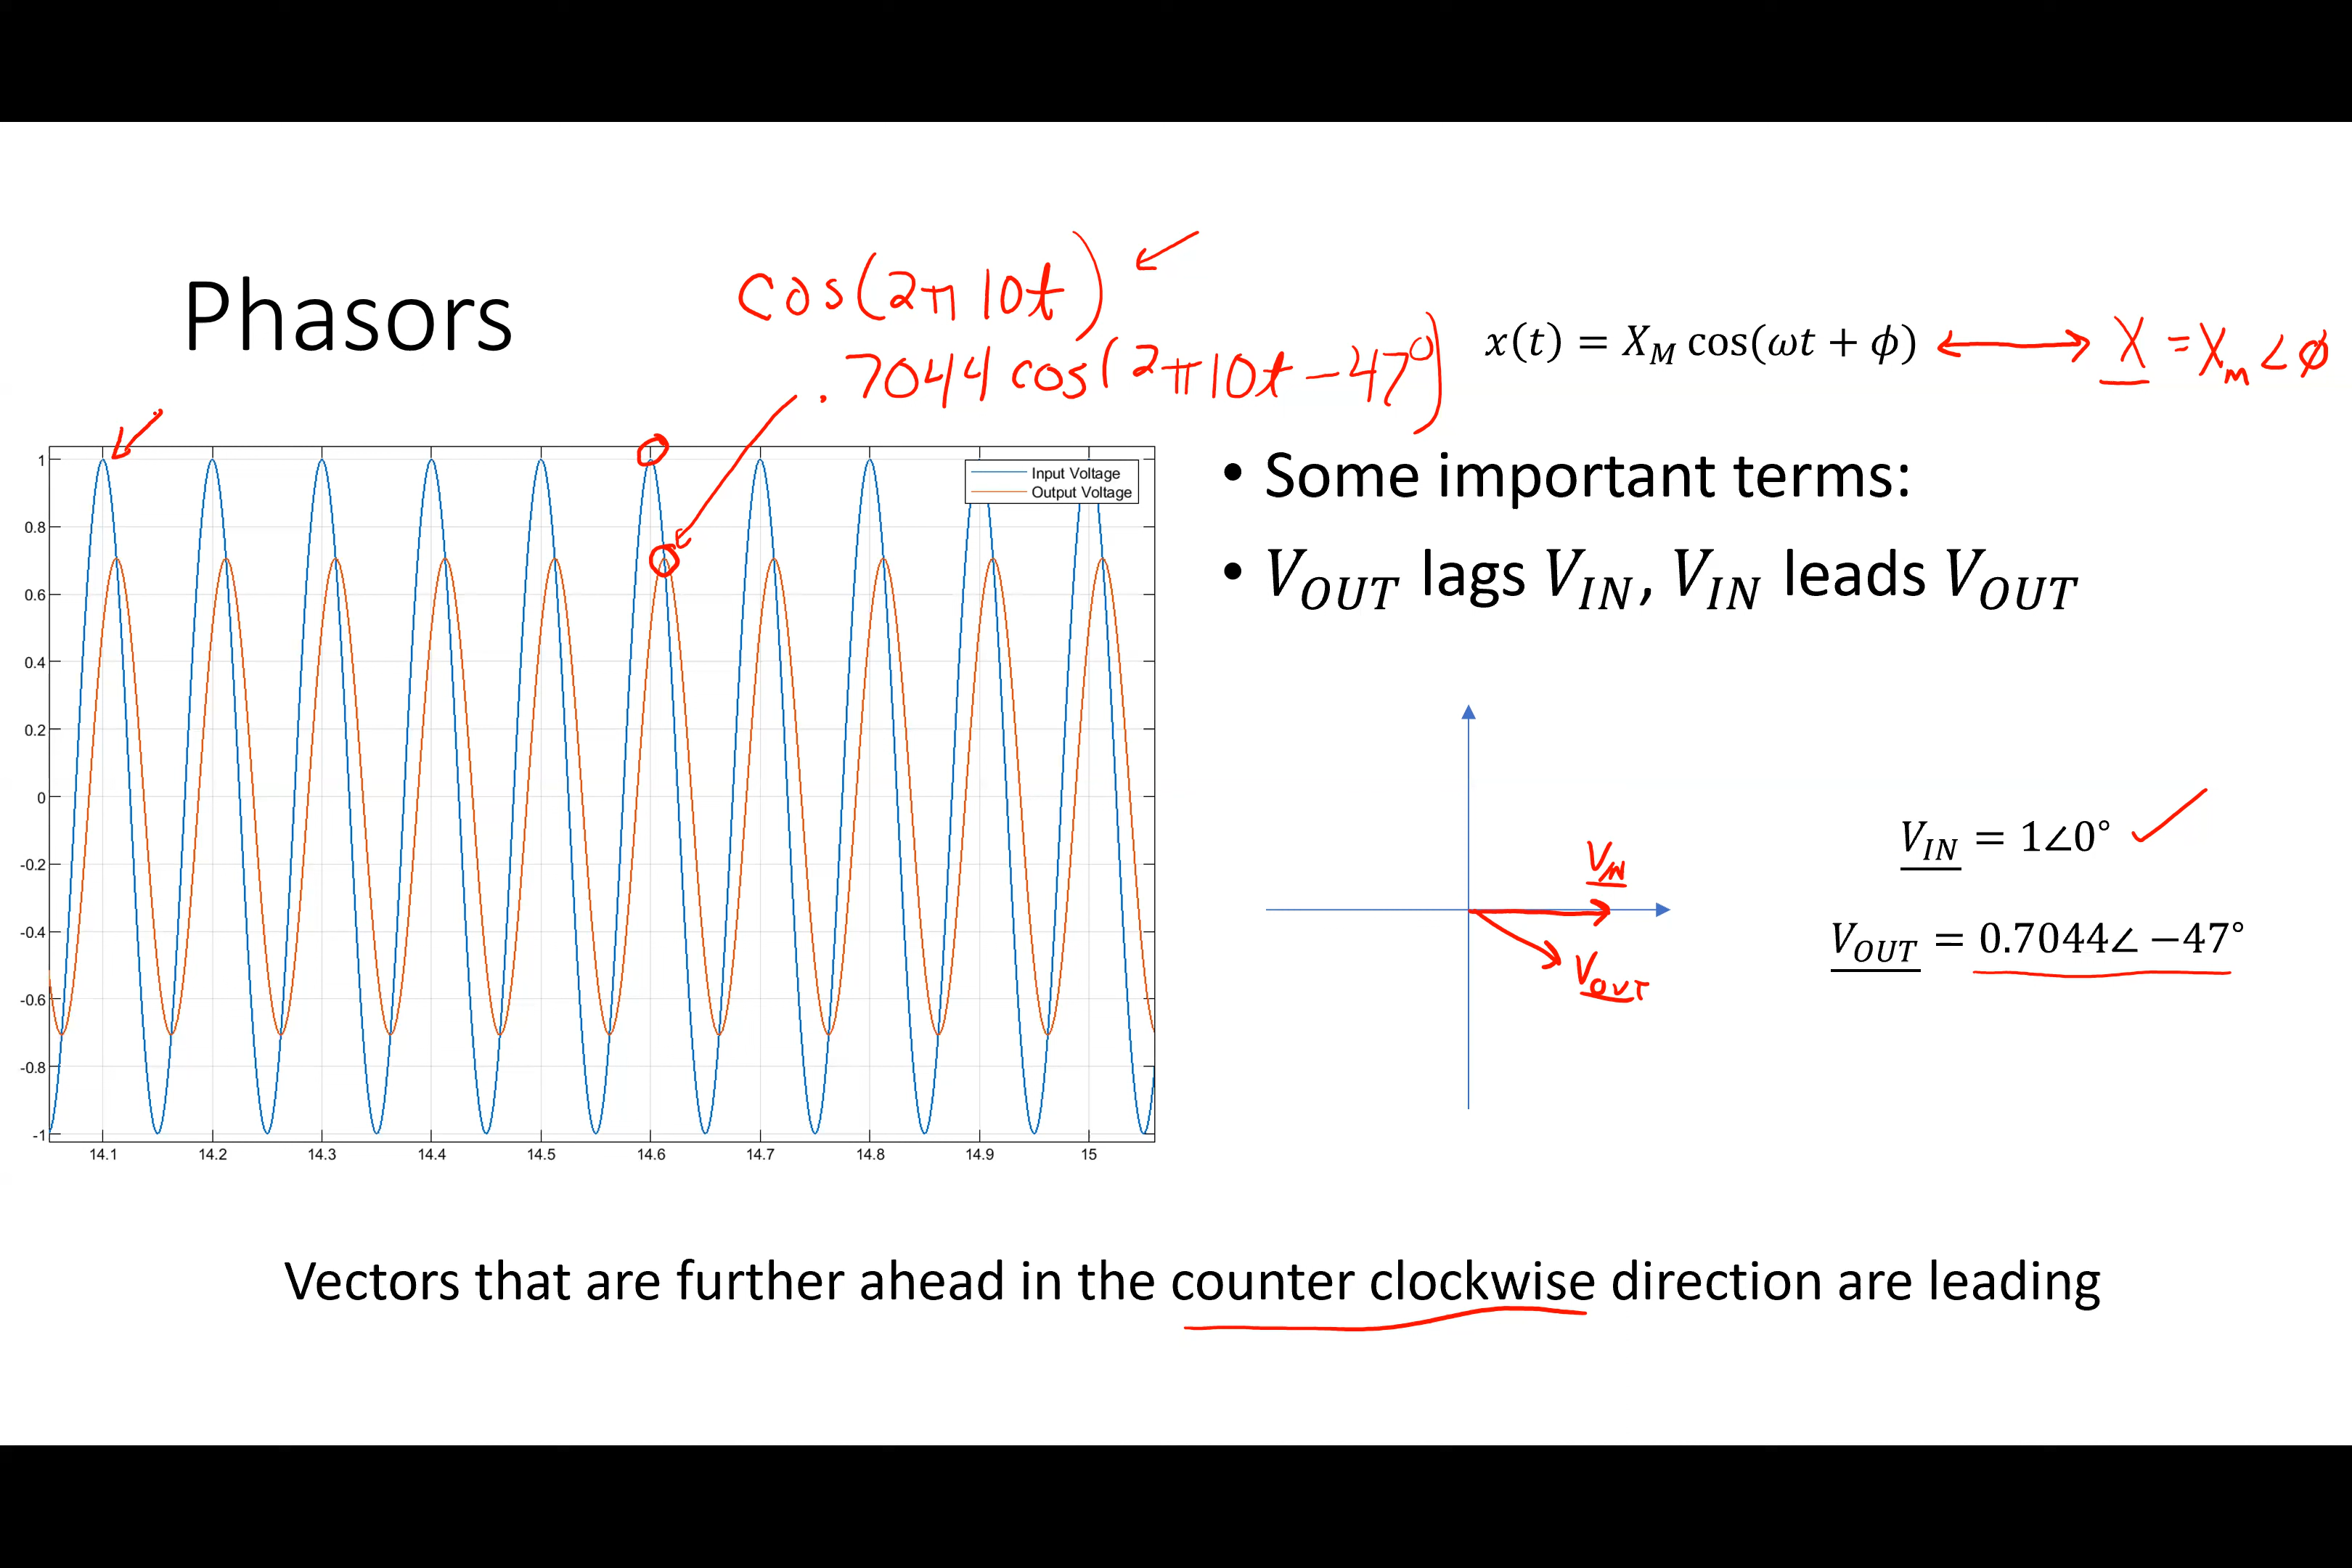 Phasors
cos(2π10t)
.7044 cos(2π10t-47°)
x(t) = X_M cos(ωt + ϕ) ⟷ X = X_m ∠ϕ
Input Voltage
Output Voltage
1
0.8
0.6
0.4
0.2
0
-0.2
-0.4
-0.6
-0.8
-1
14.1 14.2 14.3 14.4 14.5 14.6 14.7 14.8 14.9 15
• Some important terms:
• V_OUT lags V_IN, V_IN leads V_OUT
V_IN
V_OUT
V_IN = 1∠0°
V_OUT = 0.7044∠ −47°
Vectors that are further ahead in the counter clockwise direction are leading